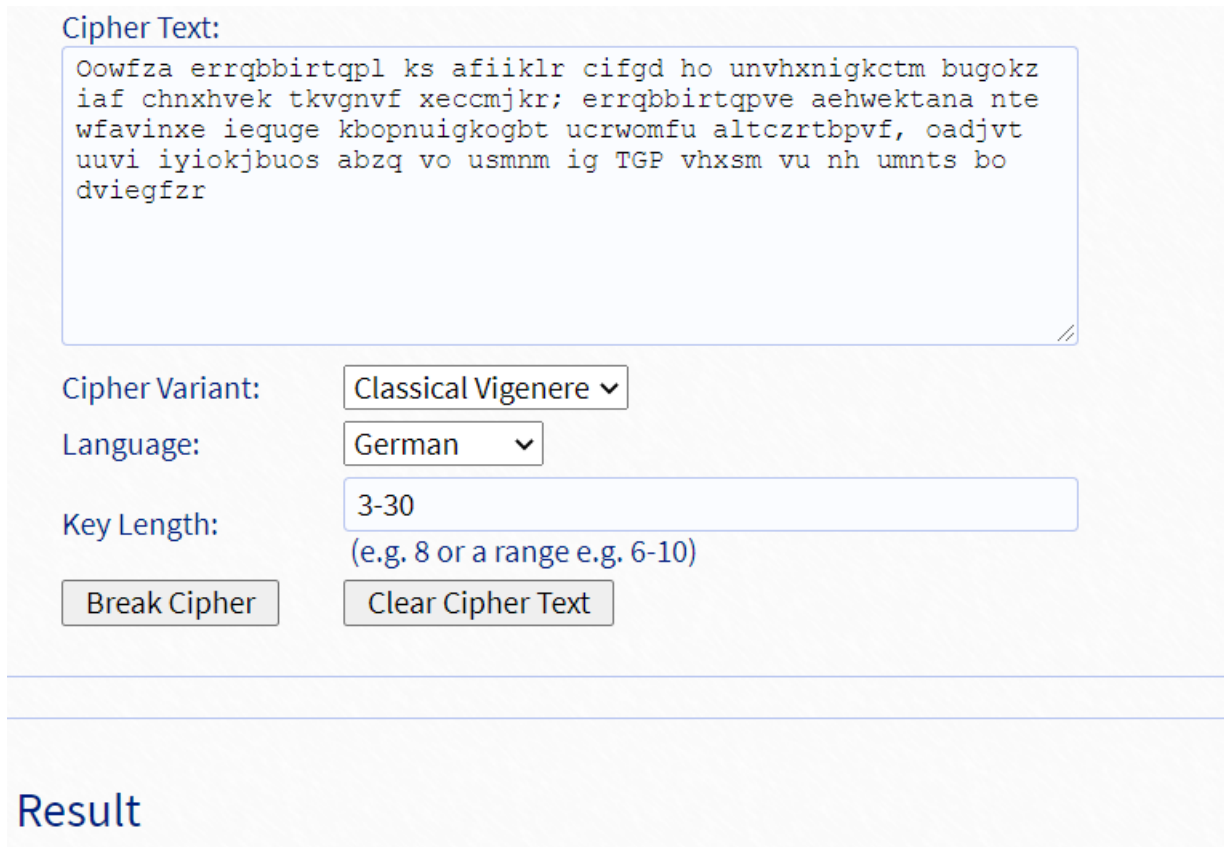 Cipher Text:
Oowfza errqbbirtqpl ks afiiklr cifgd ho unvhxnigkctm bugokz
iaf chnxhvek tkvgnvf xeccmjkr; errqbbirtqpve aehwektana nte
wfavinxe iequge kbopnuigkogbt ucrwomfu altczrtbpvf, oadjvt
uuvi iyiokjbuos abzq vo usmnm ig TGP vhxsm vu nh umnts bo
dviegfzr
Cipher Variant:
Classical Vigenere
Language:
German
Key Length:
3-30
(e.g. 8 or a range e.g. 6-10)
Break Cipher
Clear Cipher Text
Result